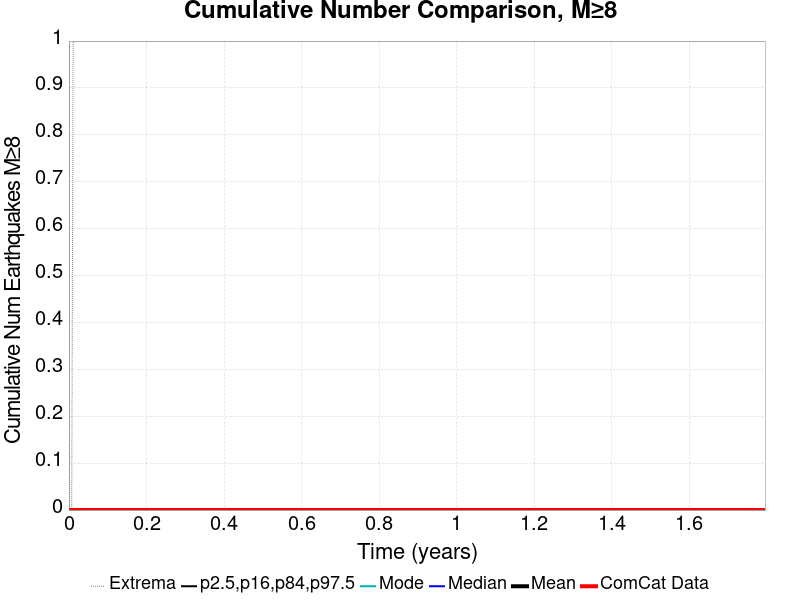 Cumulative Number Comparison, M≥8
Cumulative Num Earthquakes M≥8
1
0.9
0.8
0.7
0.6
0.5
0.4
0.3
0.2
0.1
0
0 0.2 0.4 0.6 0.8 1 1.2 1.4 1.6
Time (years)
Extrema p2.5,p16,p84,p97.5 Mode Median Mean ComCat Data